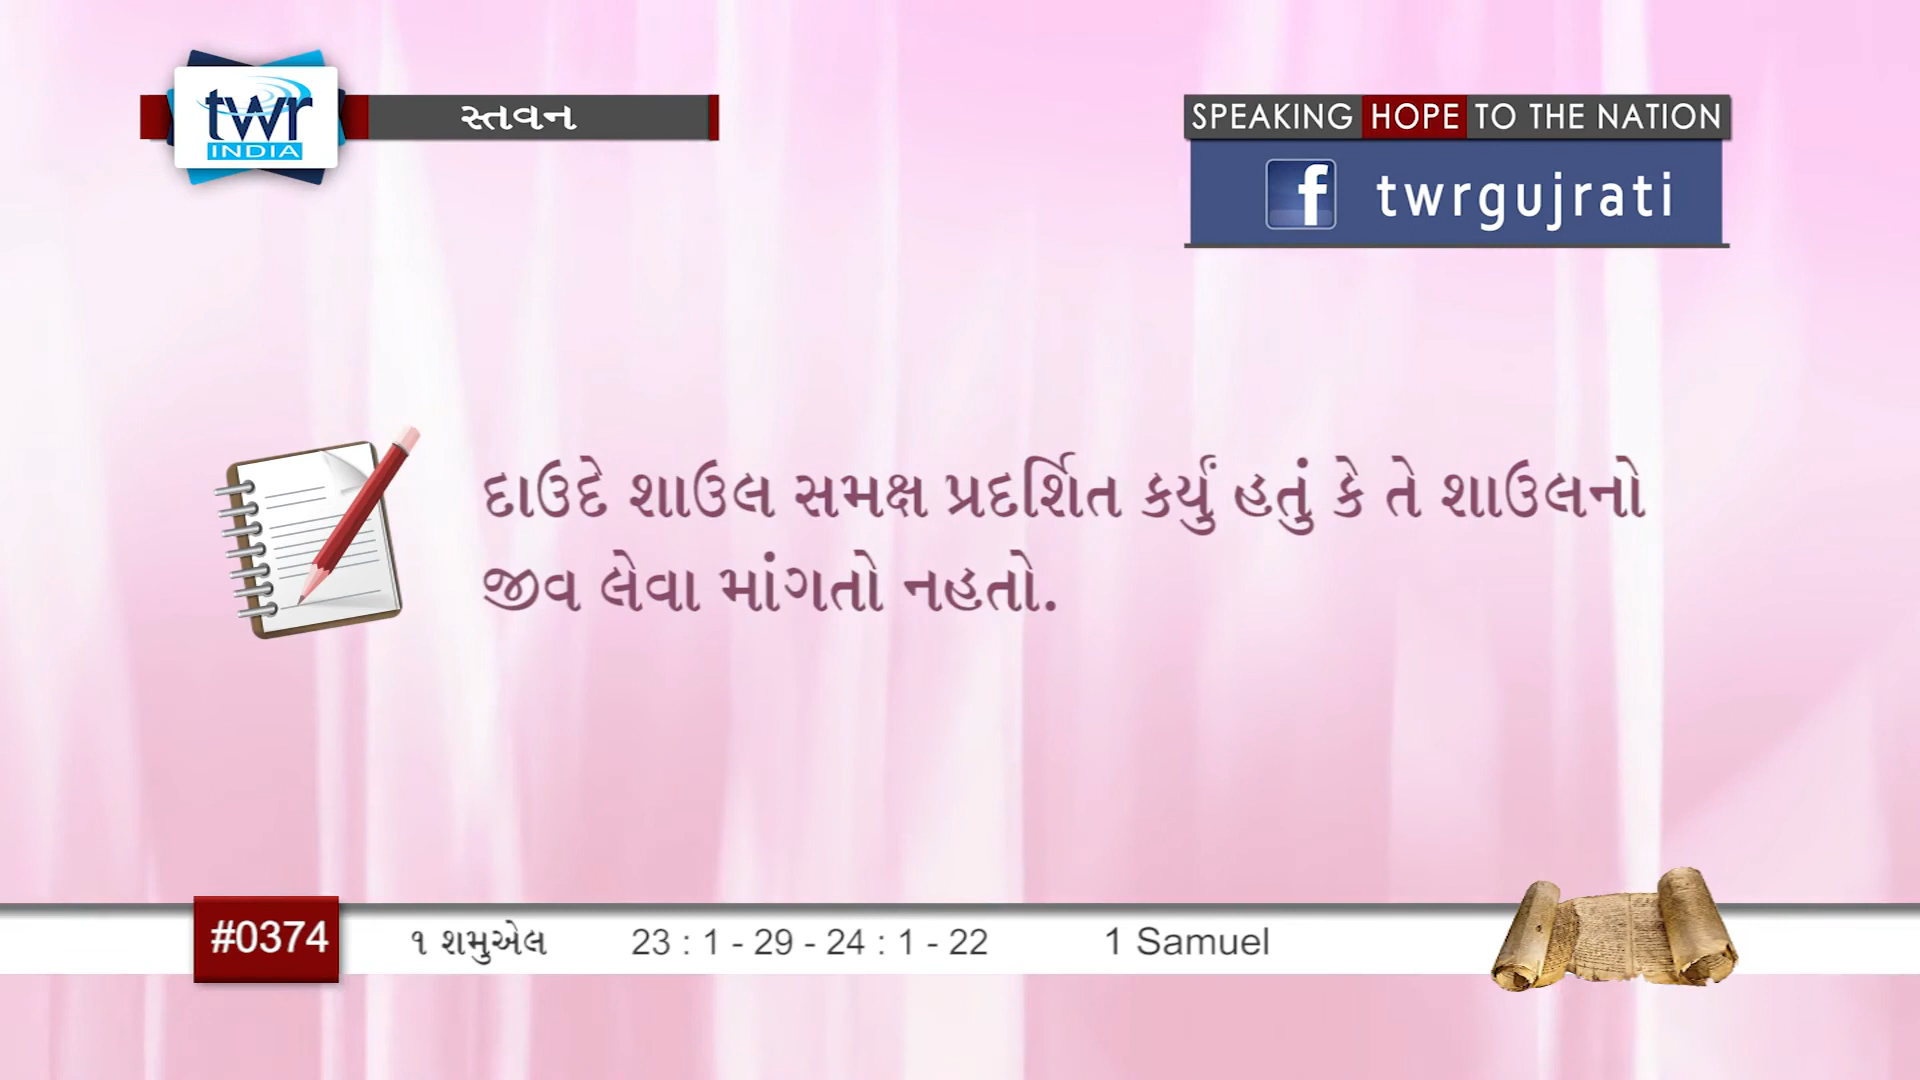 twr
INDIA
સ્તવન
SPEAKING HOPE TO THE NATION
f twrgujrati
દાઉદે શાઉલ સમક્ષ પ્રદર્શિત કર્યું હતું કે તે શાઉલનો
જીવ લેવા માંગતો નહતો.
#0374 ૧ શમુએલ 23 : 1 - 29 - 24 : 1 - 22 1 Samuel